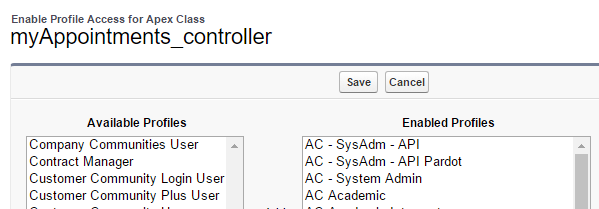 Enable Profile Access for Apex Class
myAppointments_controller
Save Cancel
Available Profiles
Company Communities User
Contract Manager
Customer Community Login User
Customer Community Plus User
Enabled Profiles
AC - SysAdm - API
AC - SysAdm - API Pardot
AC - System Admin
AC Academic